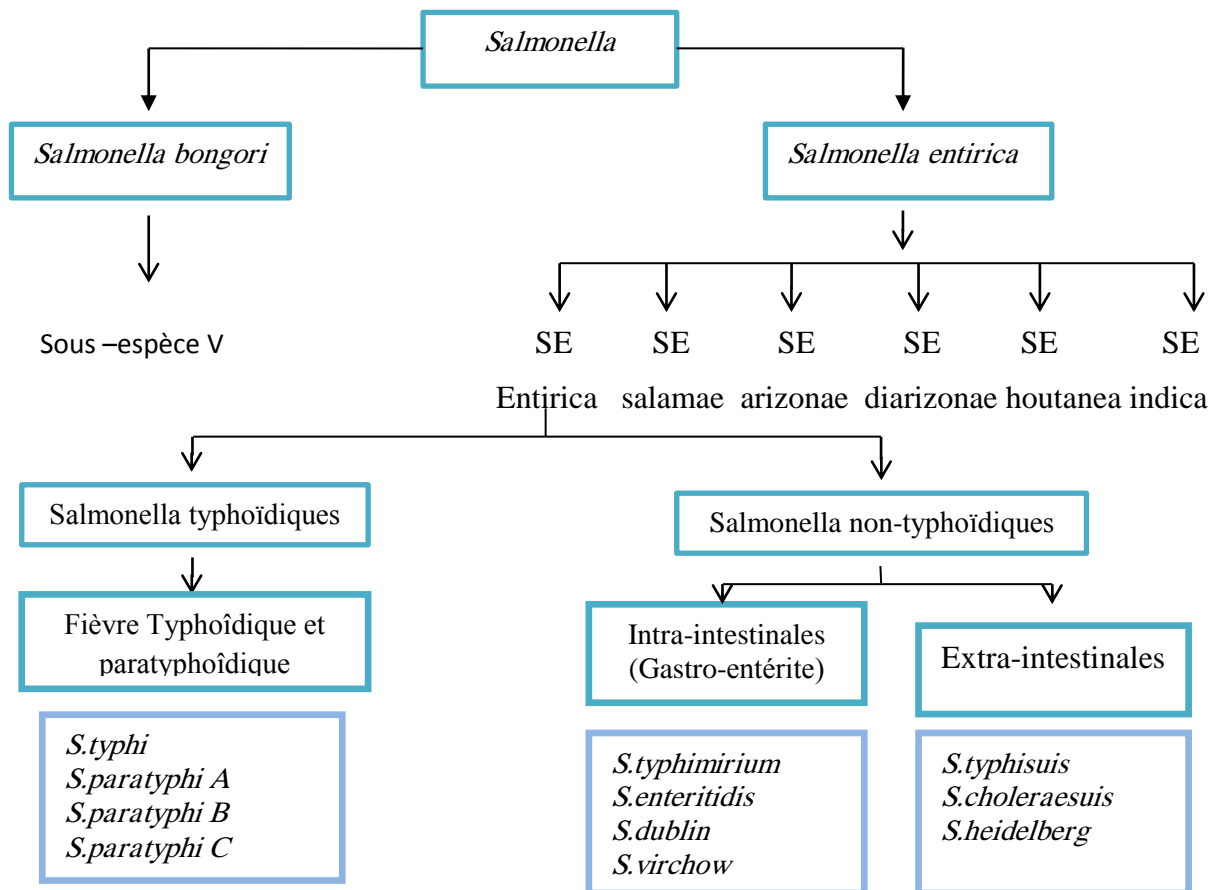 Salmonella
Salmonella bongori
Salmonella entirica
Sous –espèce V
SE SE SE SE SE SE
Entirica salamae arizonae diarizonae houtanea indica
Salmonella typhoïdiques
Salmonella non-typhoïdiques
Fièvre Typhoîdique et
paratyphoîdique
Intra-intestinales
(Gastro-entérite)
Extra-intestinales
S.typhi
S.paratyphi A
S.paratyphi B
S.paratyphi C
S.typhimirium
S.enteritidis
S.dublin
S.virchow
S.typhisuis
S.choleraesuis
S.heidelberg